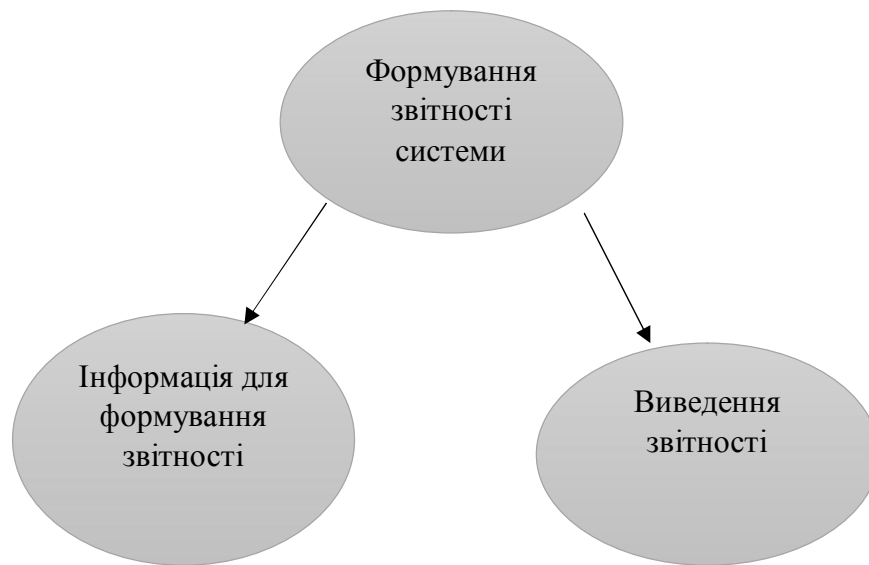 Формування
звітності
системи
Інформація для
формування
звітності
Виведення
звітності